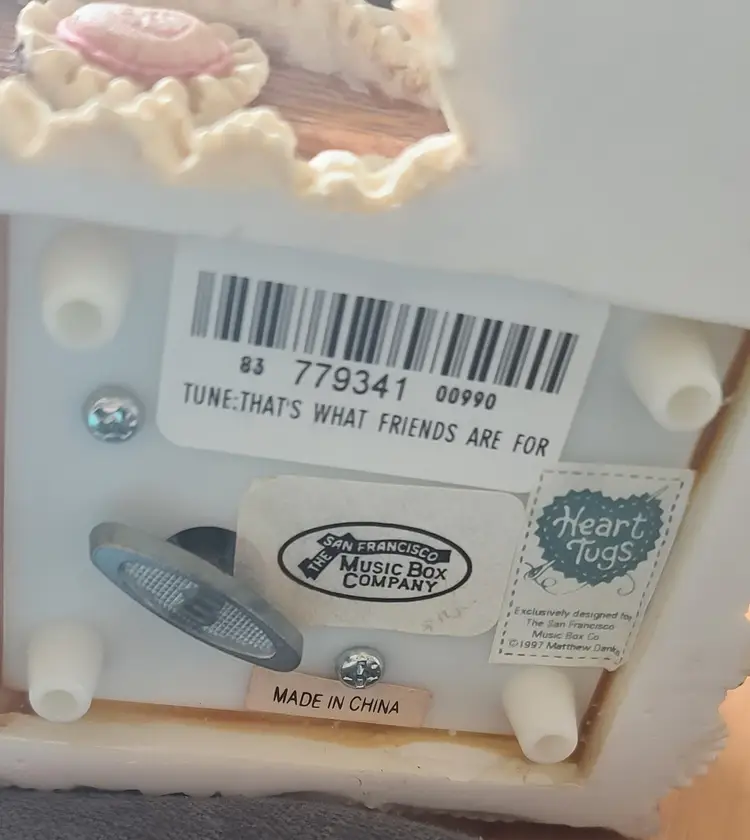 83 779341 00990
TUNE:THAT'S WHAT FRIENDS ARE FOR
THE SAN FRANCISCO
MUSIC BOX
COMPANY
Heart
Tugs
Exclusively designed for
The San Francisco
Music Box Co
©1997 Matthew
MADE IN CHINA